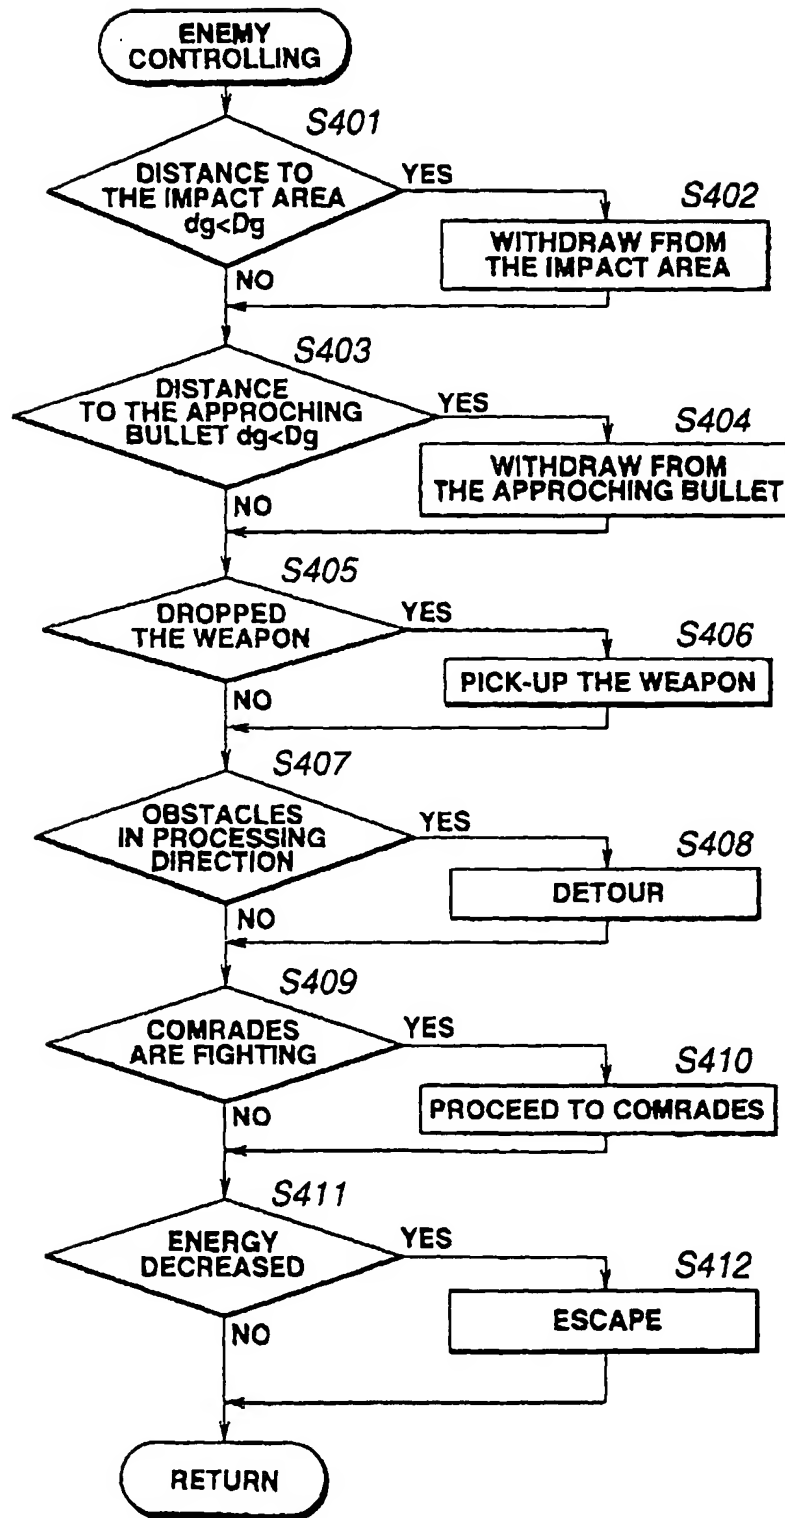 ENEMY
CONTROLLING
S401
DISTANCE TO
THE IMPACT AREA
dg<Dg
YES
S402
WITHDRAW FROM
THE IMPACT AREA
NO
S403
DISTANCE
TO THE APPROCHING
BULLET dg<Dg
YES
S404
WITHDRAW FROM
THE APPROCHING BULLET
NO
S405
DROPPED
THE WEAPON
YES
S406
PICK-UP THE WEAPON
NO
S407
OBSTACLES
IN PROCESSING
DIRECTION
YES
S408
DETOUR
NO
S409
COMRADES
ARE FIGHTING
YES
S410
PROCEED TO COMRADES
NO
S411
ENERGY
DECREASED
YES
S412
ESCAPE
NO
RETURN